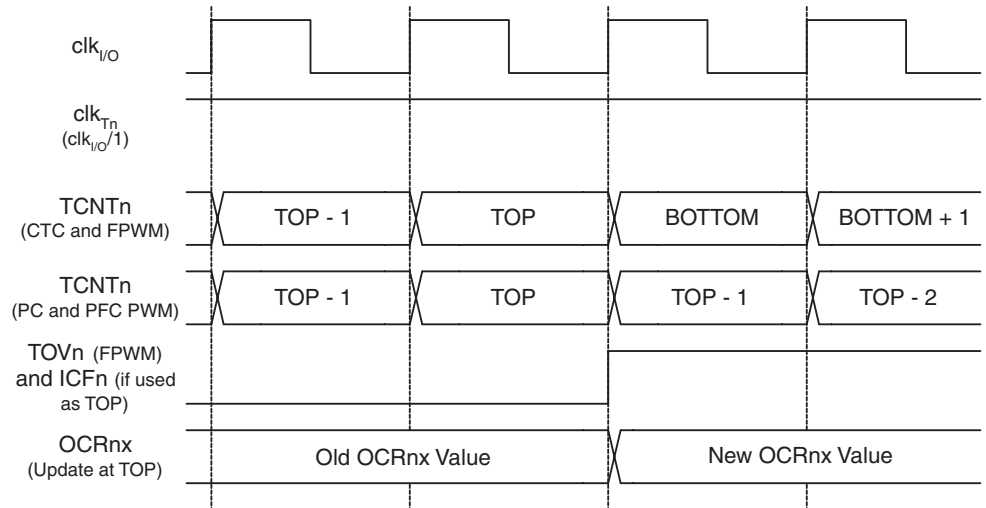 clkI/O
clkTn
(clkI/O/1)
TCNTn
(CTC and FPWM)
TOP - 1
TOP
BOTTOM
BOTTOM + 1
TCNTn
(PC and PFC PWM)
TOP - 1
TOP
TOP - 1
TOP - 2
TOVn (FPWM)
and ICFn (if used
as TOP)
OCRnx
(Update at TOP)
Old OCRnx Value
New OCRnx Value